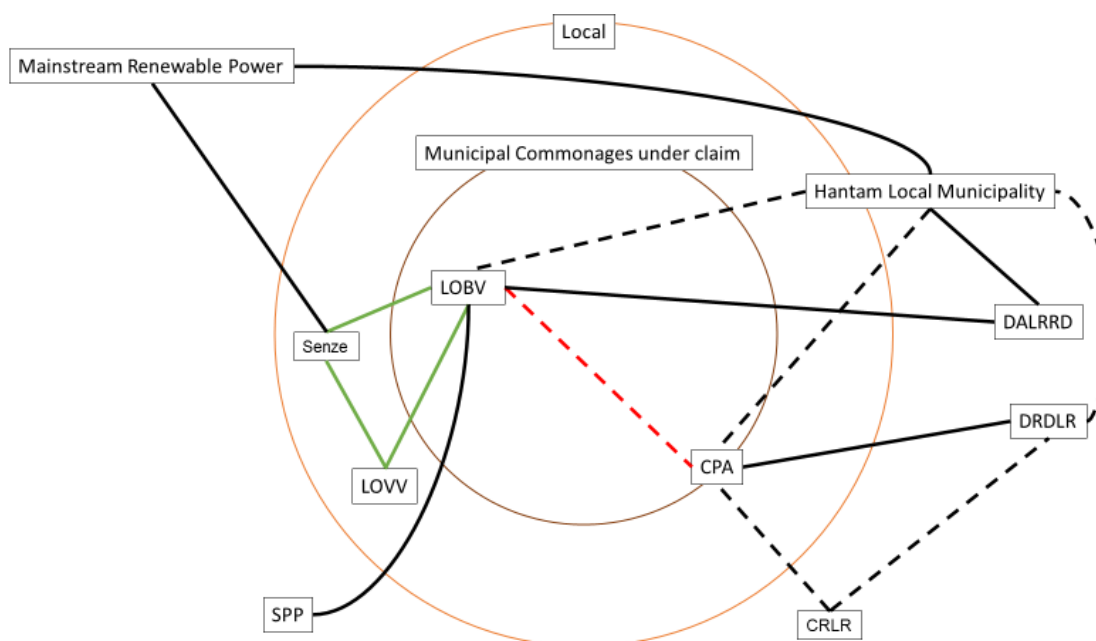 Local
Mainstream Renewable Power
Municipal Commonages under claim
Hantam Local Municipality
LOBV
DALRRD
Senze
DRDLR
CPA
LOVV
SPP
CRLR